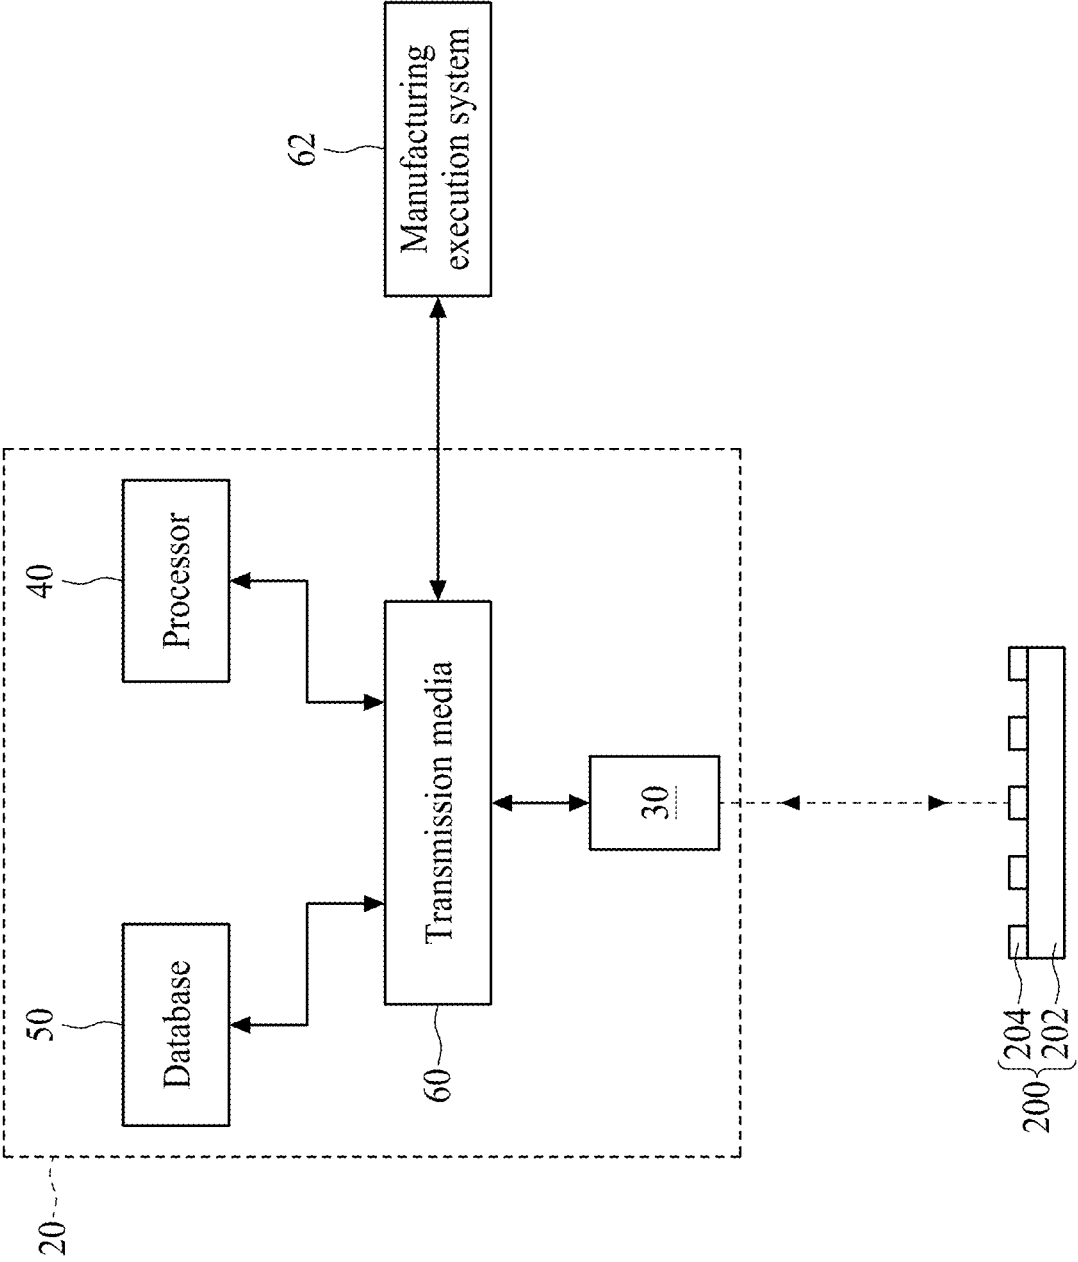 20
50
Database
40
Processor
60
Transmission media
62
Manufacturing
execution system
30
200
204
202